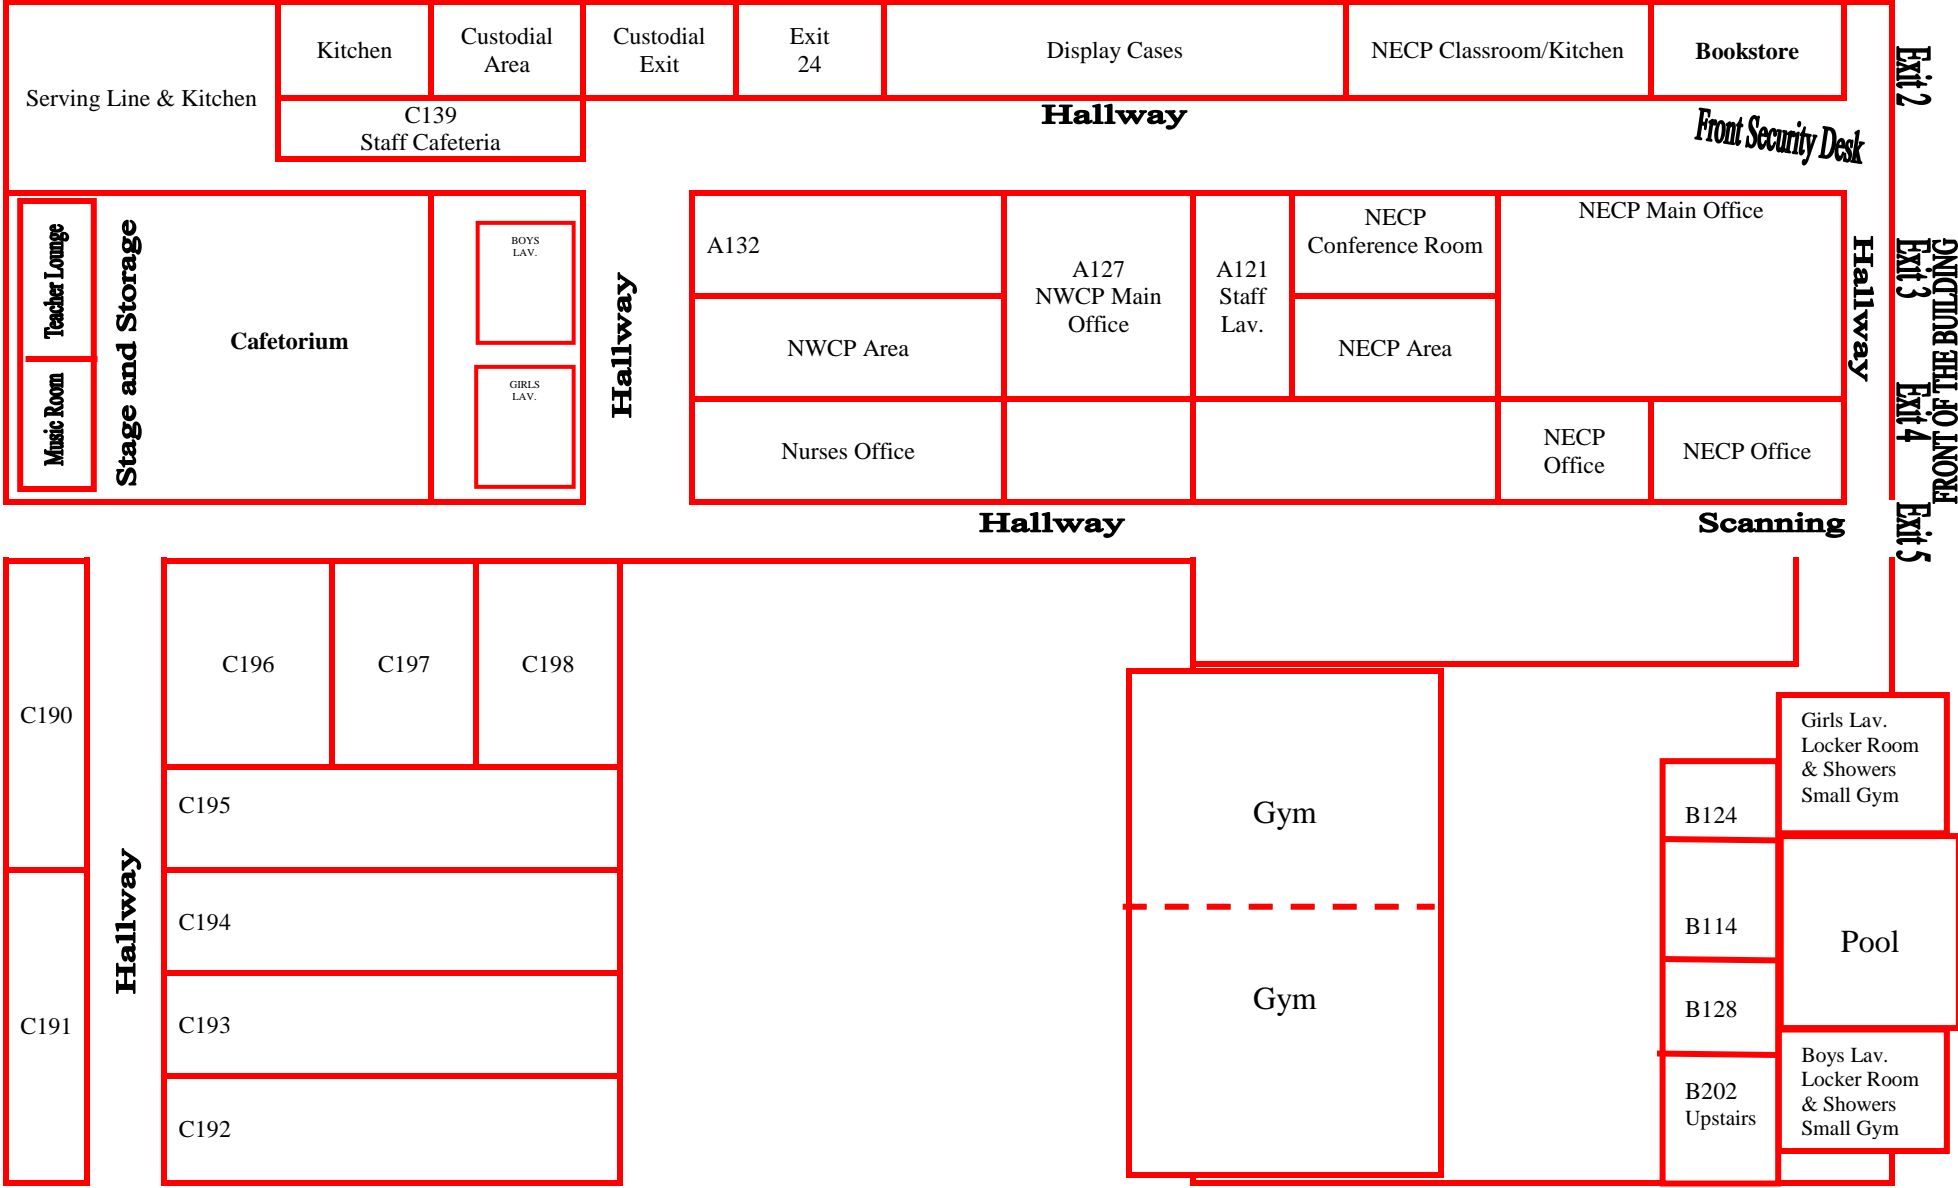 Serving Line & Kitchen
Kitchen
Custodial
Area
Custodial
Exit
Exit
24
Display Cases
NECP Classroom/Kitchen
Bookstore
Exit 2
C139
Staff Cafeteria
Hallway
Front Security Desk
Teacher Lounge
Music Room
Stage and Storage
Cafetorium
BOYS
LAV.
GIRLS
LAV.
Hallway
A132
NWCP Area
Nurses Office
A127
NWCP Main
Office
A121
Staff
Lav.
NECP
Conference Room
NECP Area
NECP Main Office
NECP
Office
NECP Office
Hallway
Exit 3
Exit 4
FRONT OF THE BUILDING
Hallway
Scanning
Exit 5
C190
C191
Hallway
C196
C197
C198
C195
C194
C193
C192
Gym
Gym
B124
B114
B128
B202
Upstairs
Girls Lav.
Locker Room
& Showers
Small Gym
Pool
Boys Lav.
Locker Room
& Showers
Small Gym